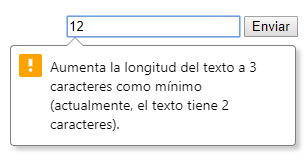 12 Enviar
Aumenta la longitud del texto a 3
caracteres como mínimo
(actualmente, el texto tiene 2
caracteres).